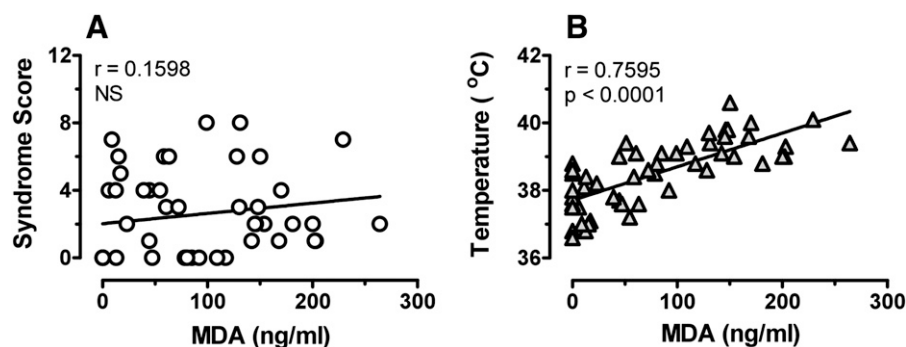 A
r = 0.1598
NS
Syndrome Score
12
8
4
0
0
100
200
300
MDA (ng/ml)
B
r = 0.7595
p < 0.0001
Temperature ( °C)
42
40
38
36
0
100
200
300
MDA (ng/ml)